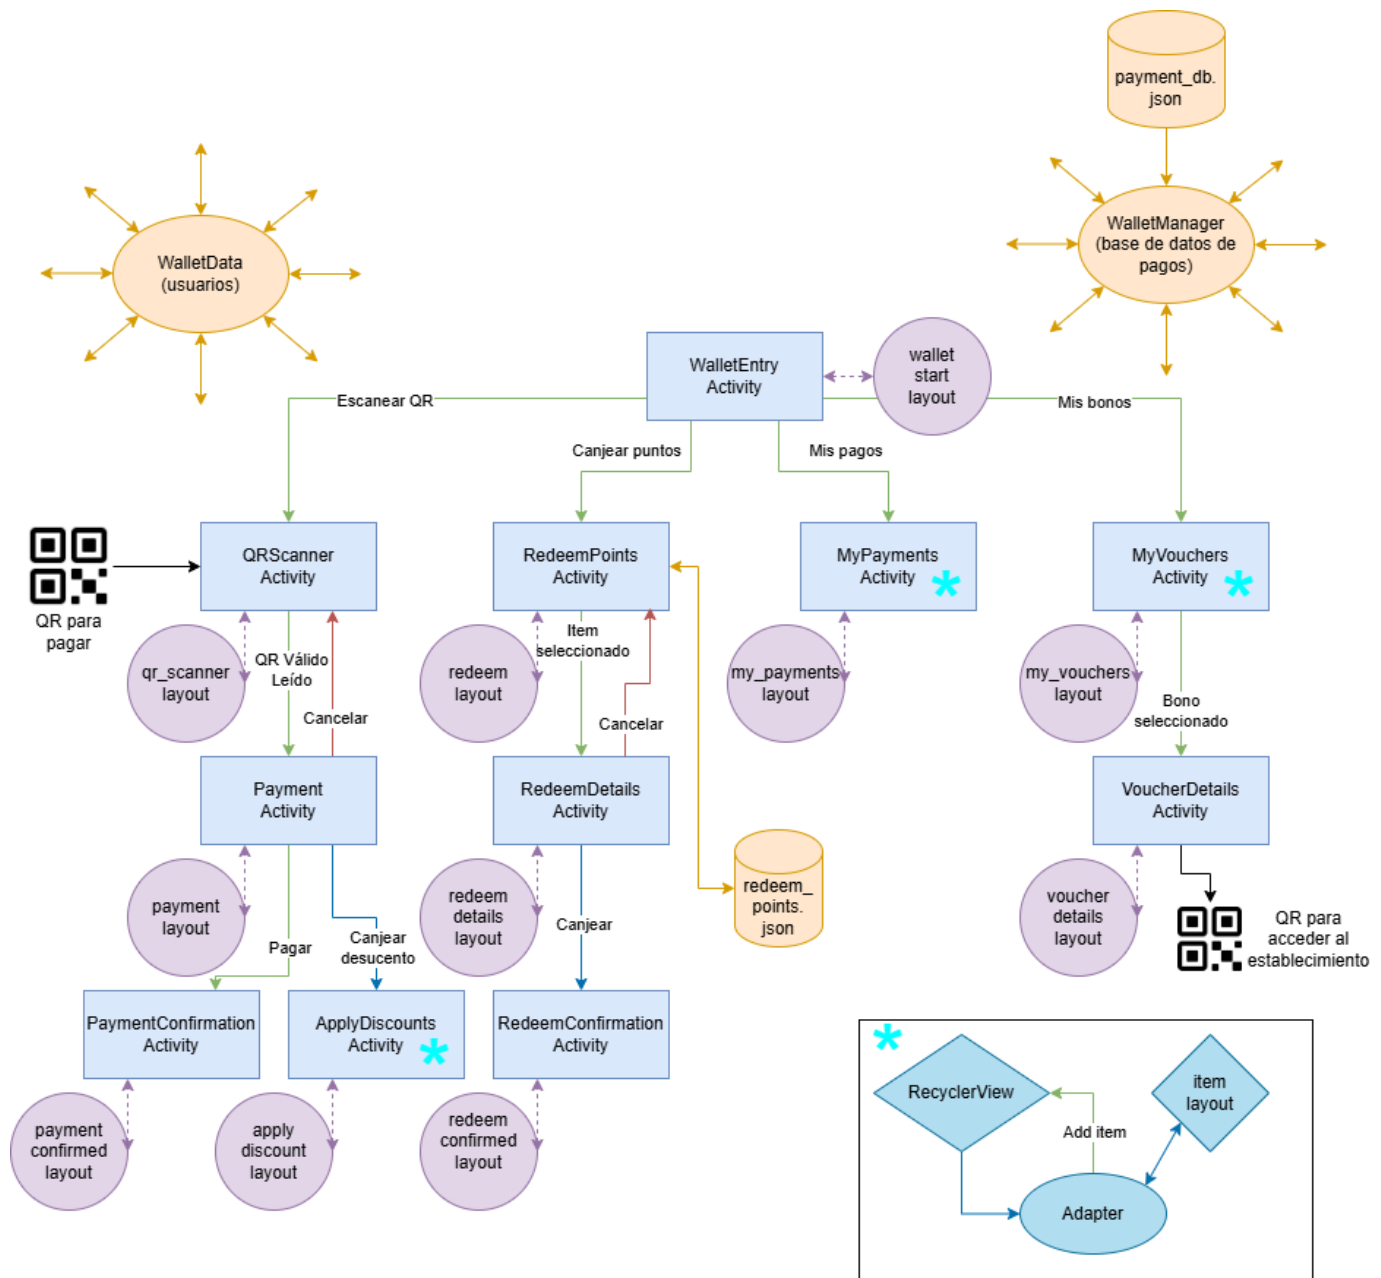 payment_db.
json
WalletData
(usuarios)
WalletManager
(base de datos de
pagos)
WalletEntry
Activity
wallet
start
layout
Escanear QR
Mis bonos
Canjear puntos
Mis pagos
QR para
pagar
QRScanner
Activity
RedeemPoints
Activity
MyPayments
Activity
*
MyVouchers
Activity
*
qr_scanner
layout
QR Válido
Leído
Cancelar
redeem
layout
Item
seleccionado
Cancelar
my_payments
layout
my_vouchers
layout
Bono
seleccionado
Payment
Activity
RedeemDetails
Activity
VoucherDetails
Activity
payment
layout
Pagar
Canjear
desucento
redeem
details
layout
Canjear
redeem_
points.
json
voucher
details
layout
QR para
acceder al
establecimiento
PaymentConfirmation
Activity
ApplyDiscounts
Activity
*
RedeemConfirmation
Activity
payment
confirmed
layout
apply
discount
layout
redeem
confirmed
layout
*
RecyclerView
item
layout
Add item
Adapter